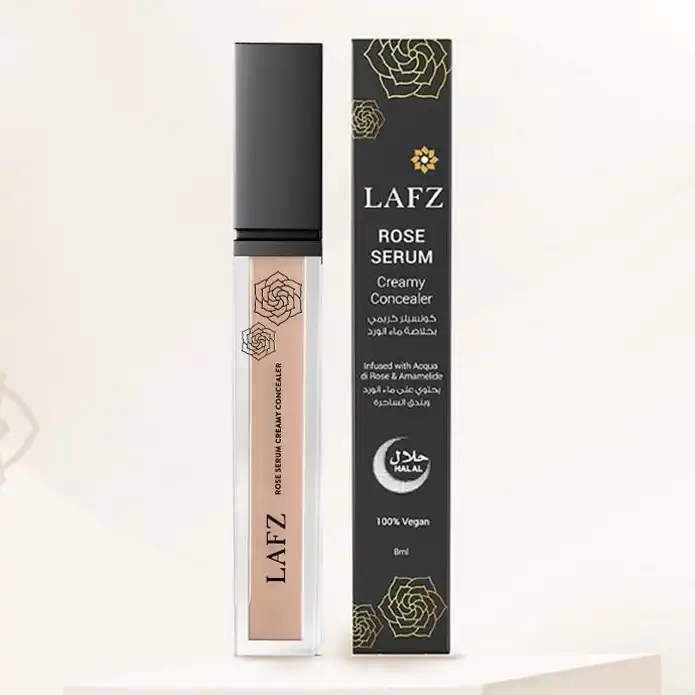 LAFZ
ROSE SERUM CREAMY CONCEALER
LAFZ
ROSE
SERUM
Creamy
Concealer
كونسيلر كريمي
بخلاصة ماء الورد
Infused with Acqua
di Rose & Amamelide
يحتوي على ماء الورد
وبندق الساحرة
حلال
HALAL
100% Vegan
8ml